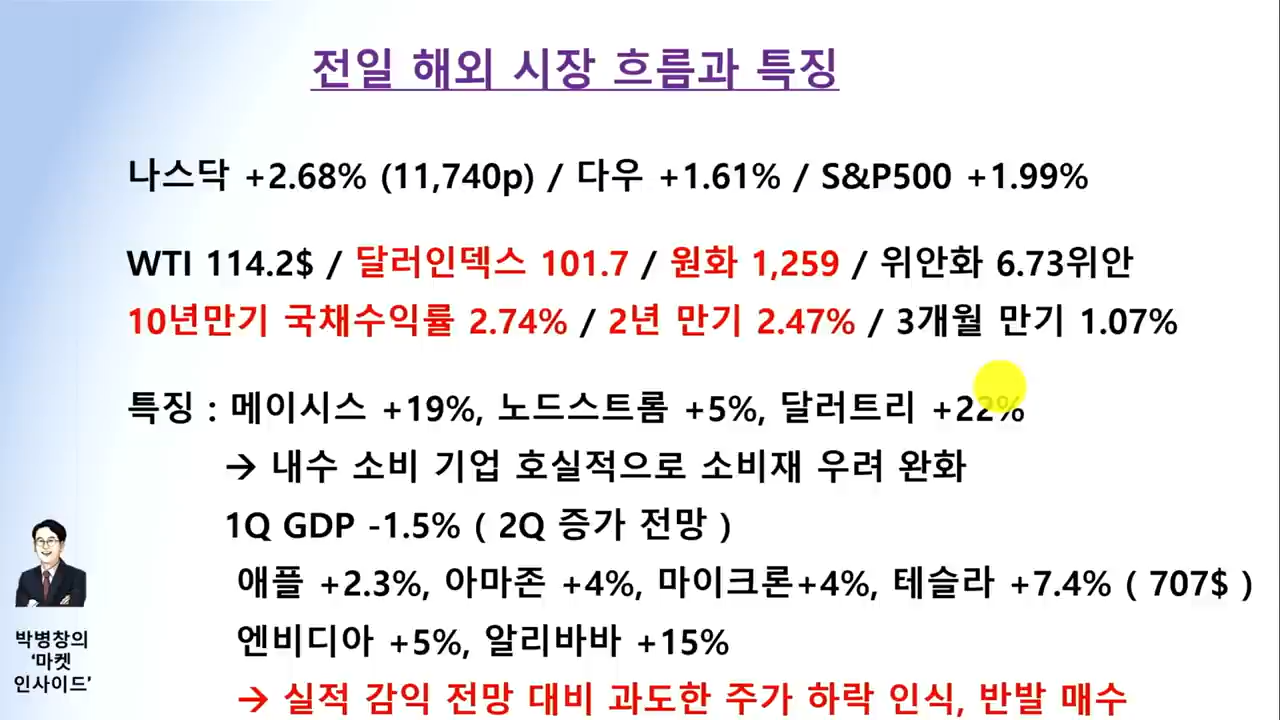 전일 해외 시장 흐름과 특징
나스닥 +2.68% (11,740p) / 다우 +1.61% / S&P500 +1.99%
WTI 114.2$ / 달러인덱스 101.7 / 원화 1,259 / 위안화 6.73위안
10년만기 국채수익률 2.74% / 2년 만기 2.47% / 3개월 만기 1.07%
특징 : 메이시스 +19%, 노드스트롬 +5%, 달러트리 +22%
→ 내수 소비 기업 호실적으로 소비재 우려 완화
1Q GDP -1.5% ( 2Q 증가 전망 )
애플 +2.3%, 아마존 +4%, 마이크론+4%, 테슬라 +7.4% ( 707$ )
엔비디아 +5%, 알리바바 +15%
→ 실적 감익 전망 대비 과도한 주가 하락 인식, 반발 매수
박병창의
‘마켓
인사이드’